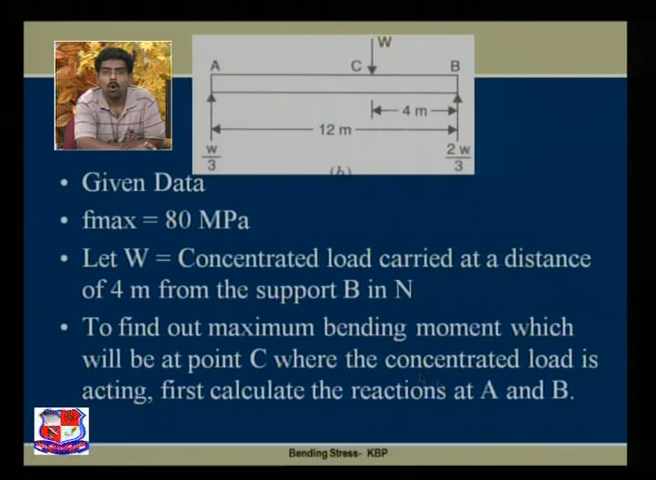 W
A
C
B
4 m
12 m
w
3
2 w
3
(b)
• Given Data
• fmax = 80 MPa
• Let W = Concentrated load carried at a distance
of 4 m from the support B in N
• To find out maximum bending moment which
will be at point C where the concentrated load is
acting, first calculate the reactions at A and B.
Bending Stress- KBP